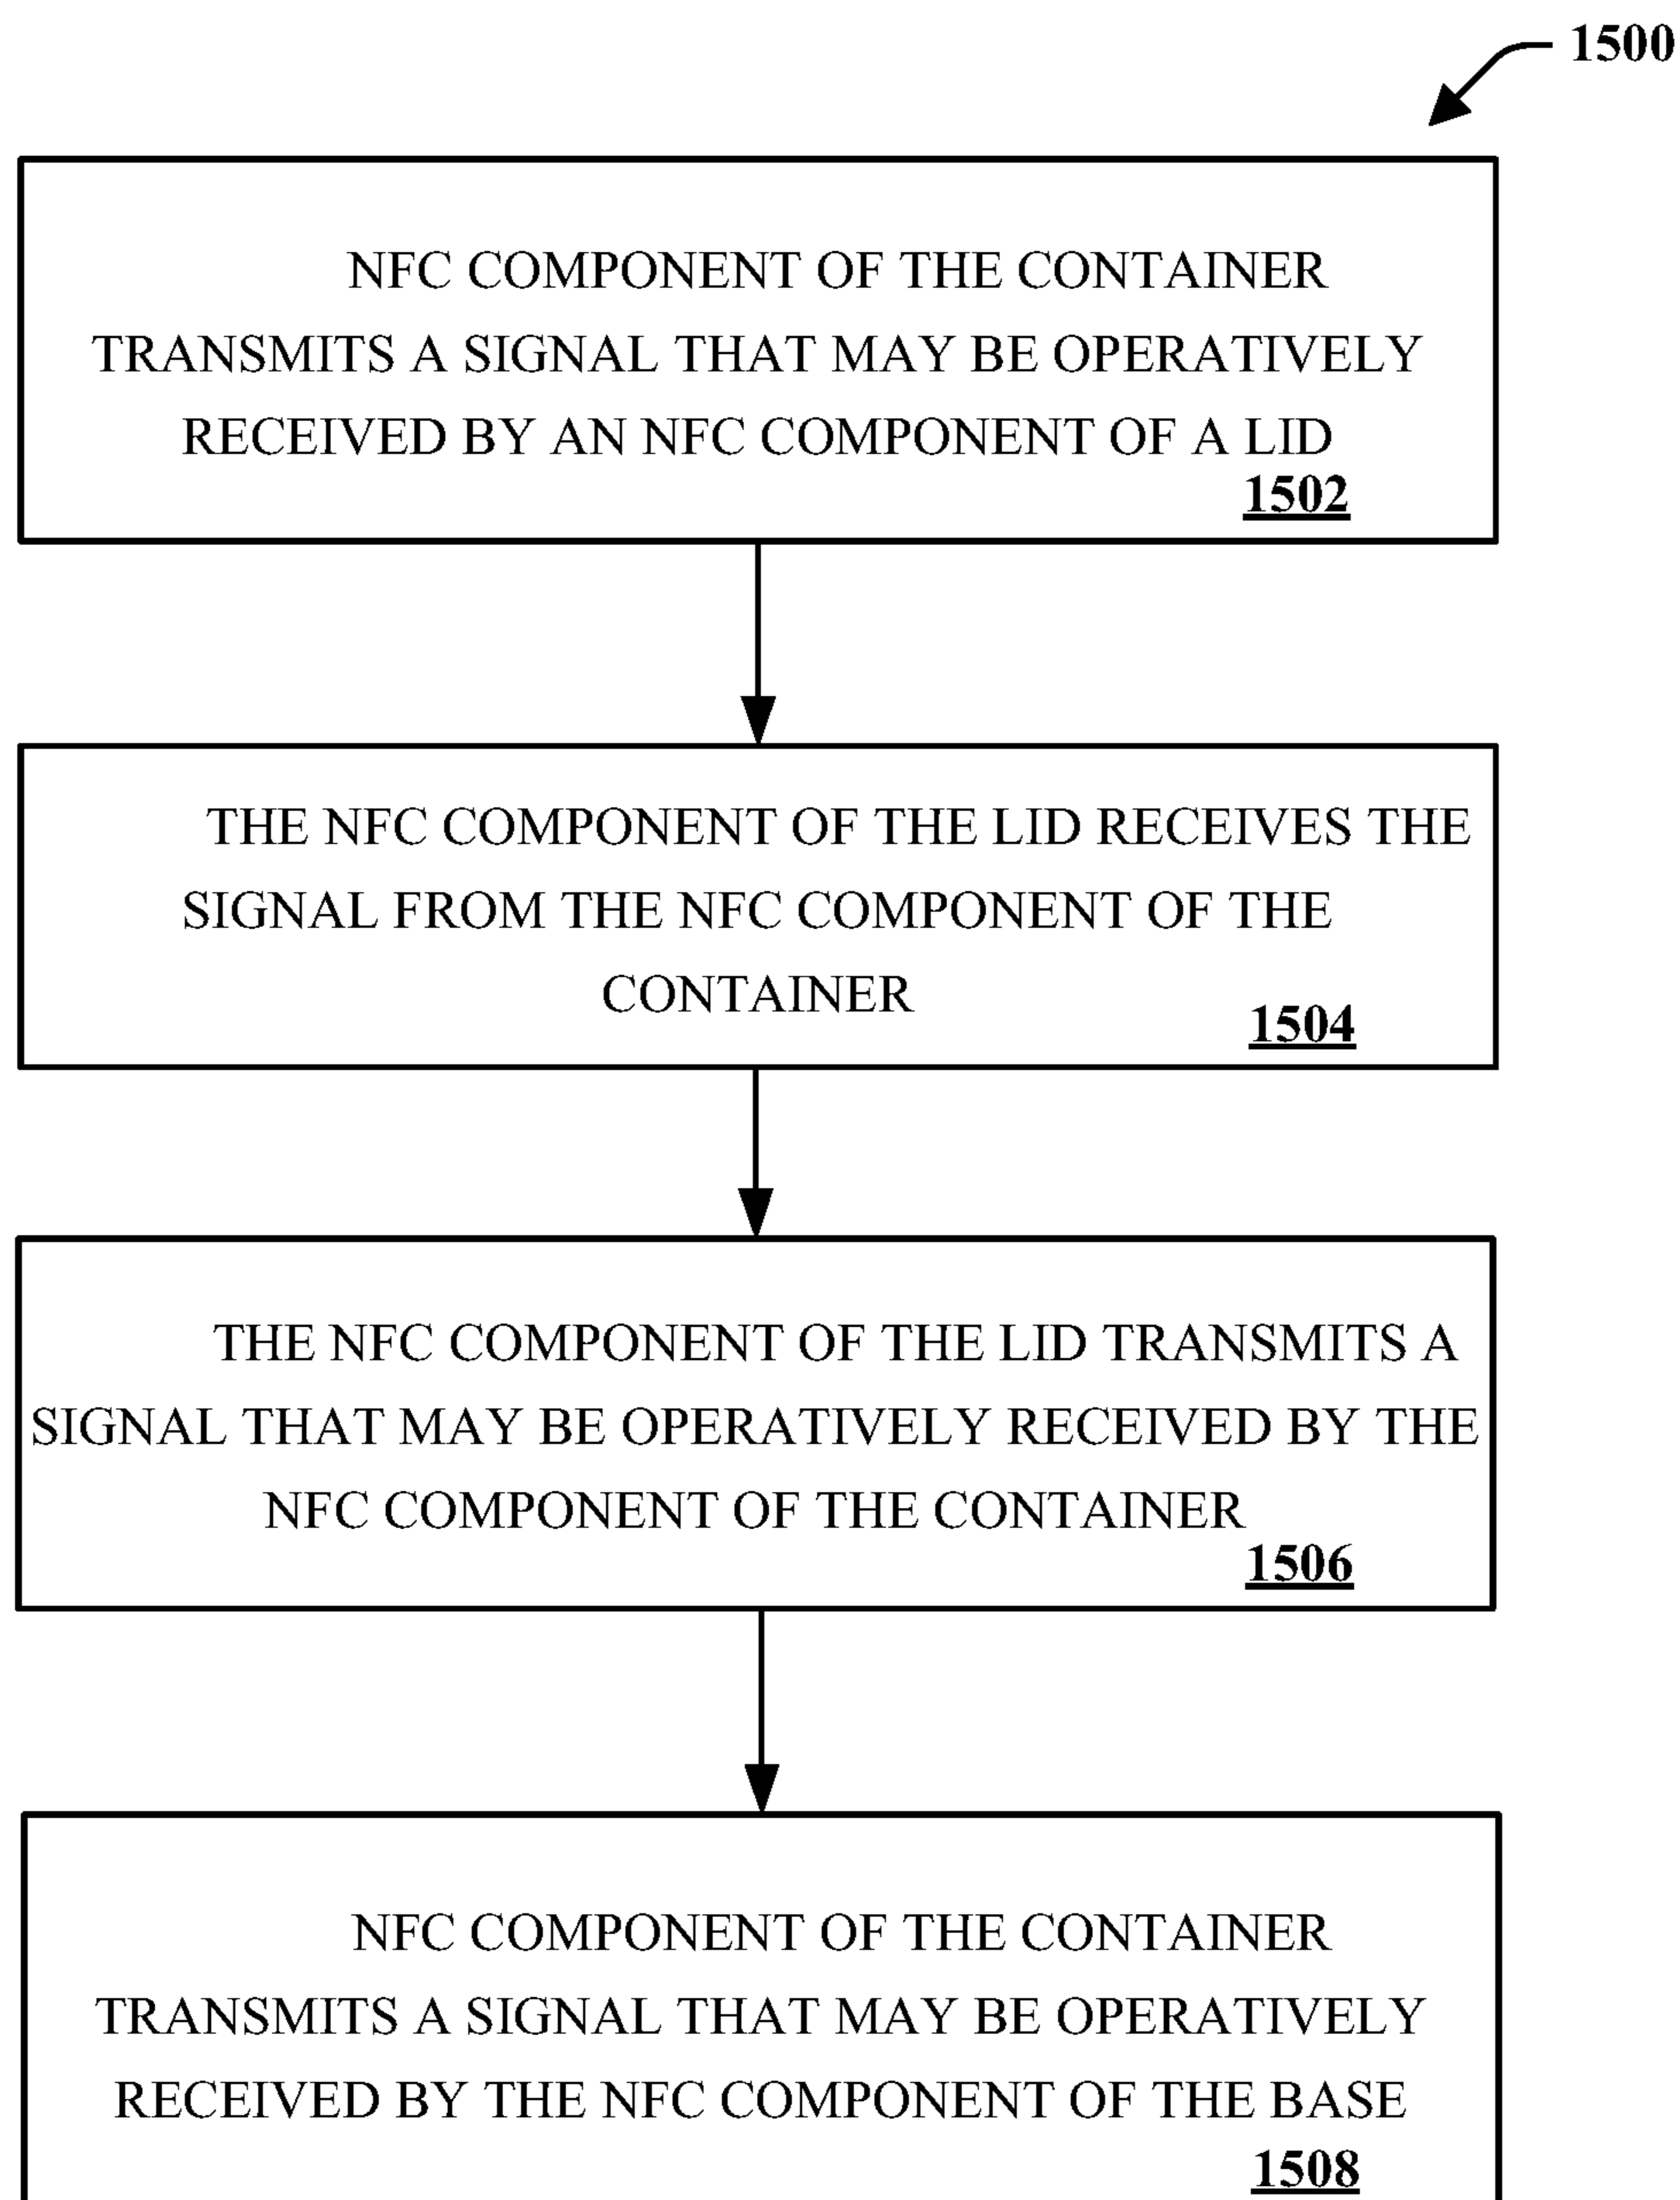 1500
NFC COMPONENT OF THE CONTAINER
TRANSMITS A SIGNAL THAT MAY BE OPERATIVELY
RECEIVED BY AN NFC COMPONENT OF A LID
1502
THE NFC COMPONENT OF THE LID RECEIVES THE
SIGNAL FROM THE NFC COMPONENT OF THE
CONTAINER
1504
THE NFC COMPONENT OF THE LID TRANSMITS A
SIGNAL THAT MAY BE OPERATIVELY RECEIVED BY THE
NFC COMPONENT OF THE CONTAINER
1506
NFC COMPONENT OF THE CONTAINER
TRANSMITS A SIGNAL THAT MAY BE OPERATIVELY
RECEIVED BY THE NFC COMPONENT OF THE BASE
1508